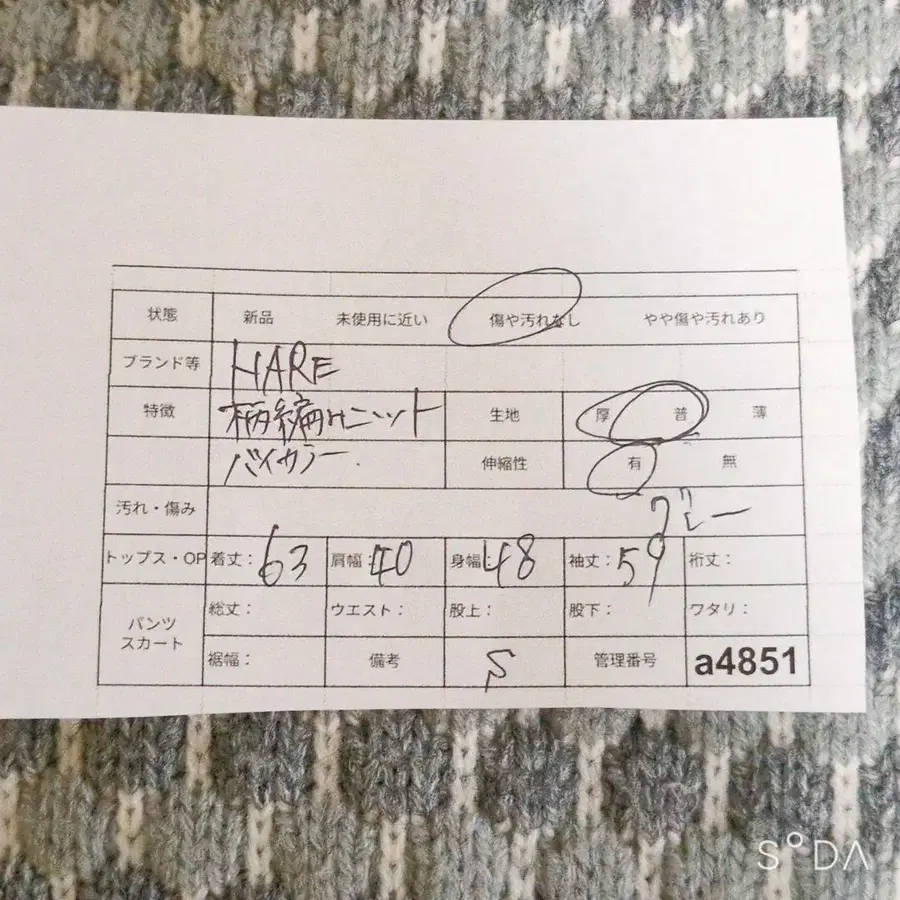 状態 新品 未使用に近い 傷や汚れなし やや傷や汚れあり
ブランド等 HARE
特徴 柄編みニット 生地 厚 普 薄
バイカラー. 伸縮性 有 無
汚れ・傷み グレー
トップス・OP 着丈: 63 肩幅: 40 身幅: 48 袖丈: 59 裄丈:
パンツ スカート 総丈: ウエスト: 股上: 股下: ワタリ:
裾幅: 備考 S 管理番号 a4851
SODA